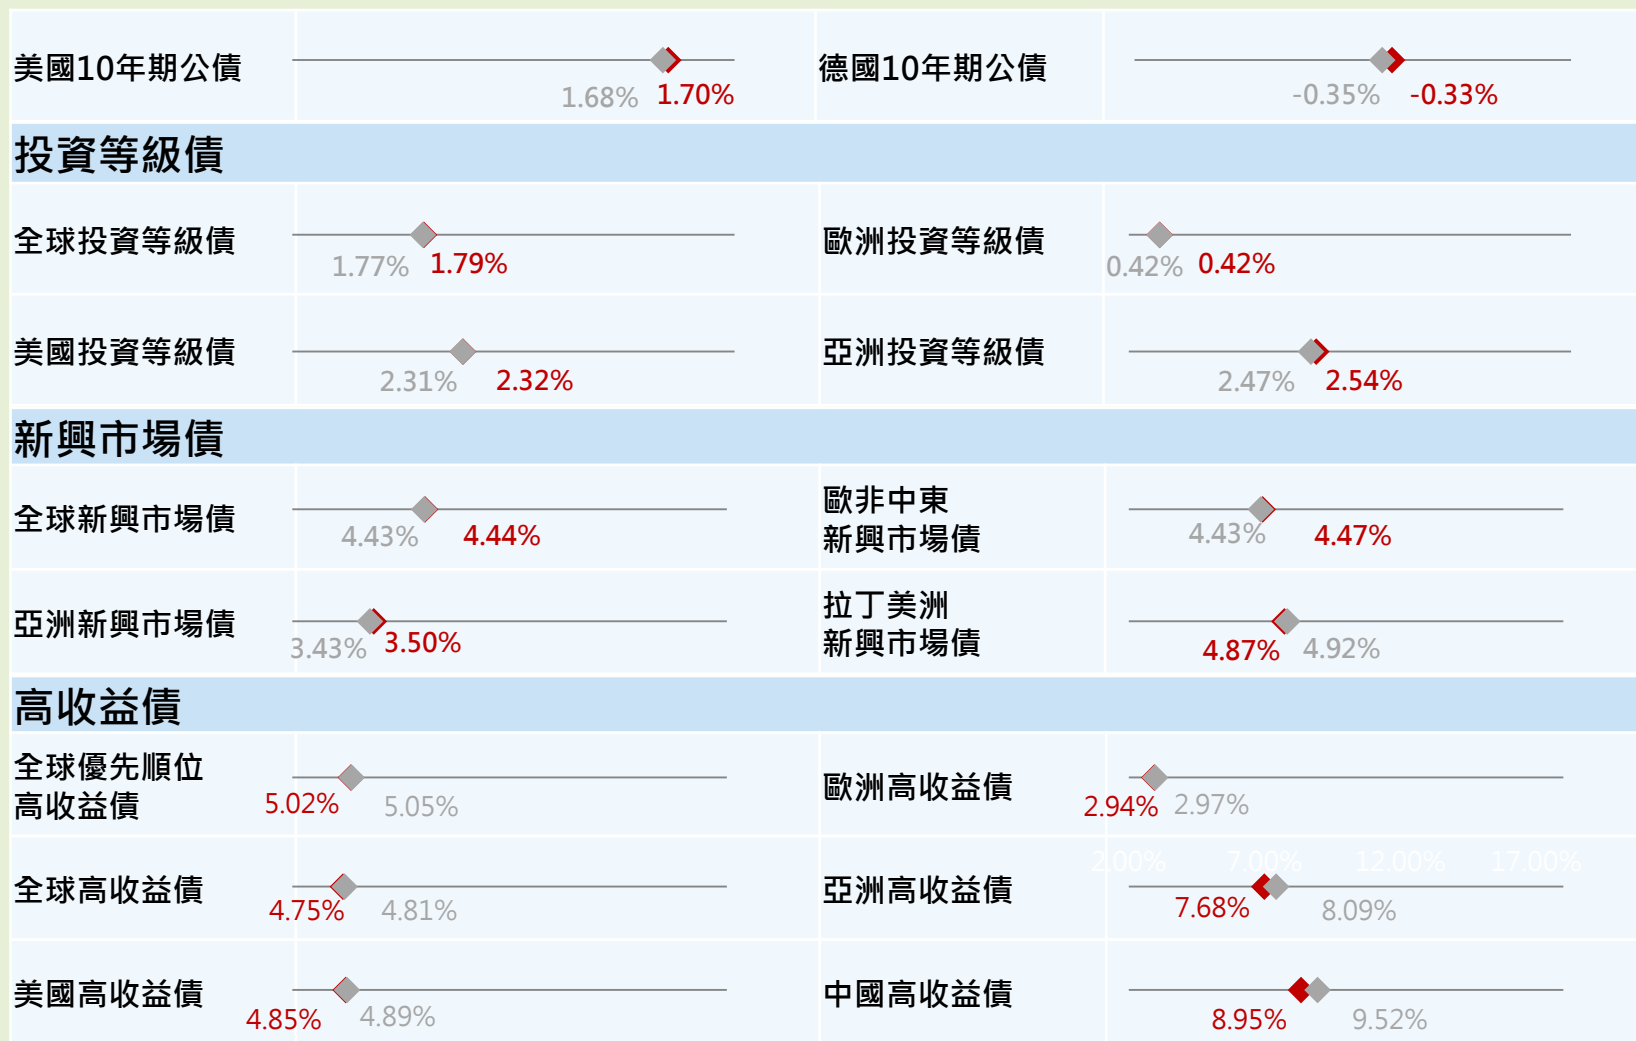 美國10年期公債
1.68% 1.70%
德國10年期公債
-0.35% -0.33%
投資等級債
全球投資等級債
1.77% 1.79%
歐洲投資等級債
0.42% 0.42%
美國投資等級債
2.31% 2.32%
亞洲投資等級債
2.47% 2.54%
新興市場債
全球新興市場債
4.43% 4.44%
歐非中東
新興市場債
4.43% 4.47%
亞洲新興市場債
3.43% 3.50%
拉丁美洲
新興市場債
4.87% 4.92%
高收益債
全球優先順位
高收益債
5.02% 5.05%
歐洲高收益債
2.94% 2.97%
全球高收益債
4.75% 4.81%
2.00% 7.00% 12.00% 17.00%
亞洲高收益債
7.68% 8.09%
美國高收益債
4.85% 4.89%
中國高收益債
8.95% 9.52%